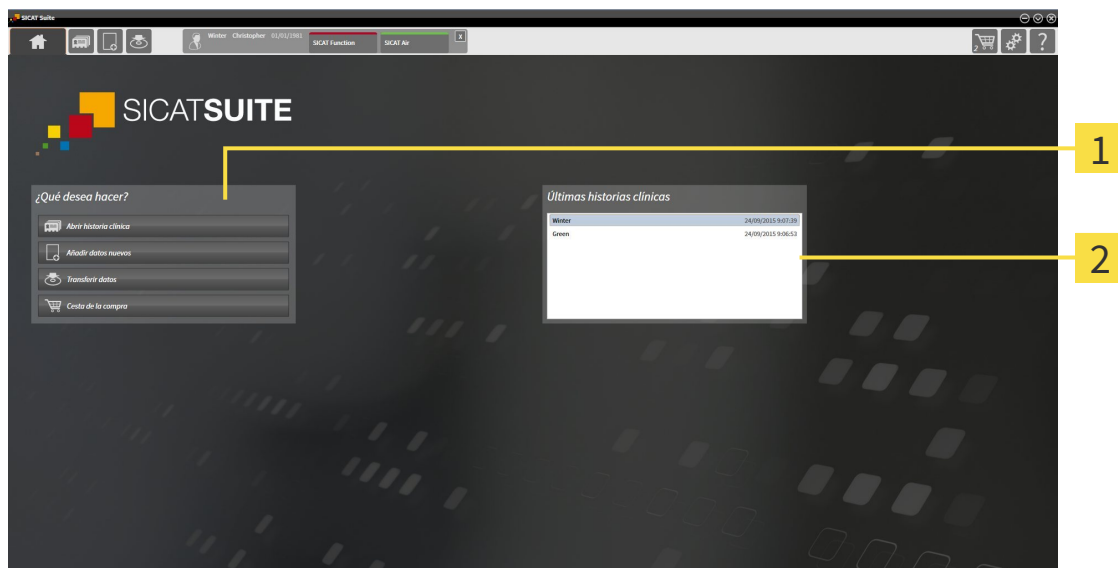 SICAT Suite
Winter Christopher 01/01/1981
SICAT Function
SICAT Air
x
2
?
SICATSUITE
1
¿Qué desea hacer?
Abrir historia clínica
Añadir datos nuevos
Transferir datos
Cesta de la compra
Últimas historias clínicas
Winter 24/09/2015 9:07:39
Green 24/09/2015 9:06:53
2